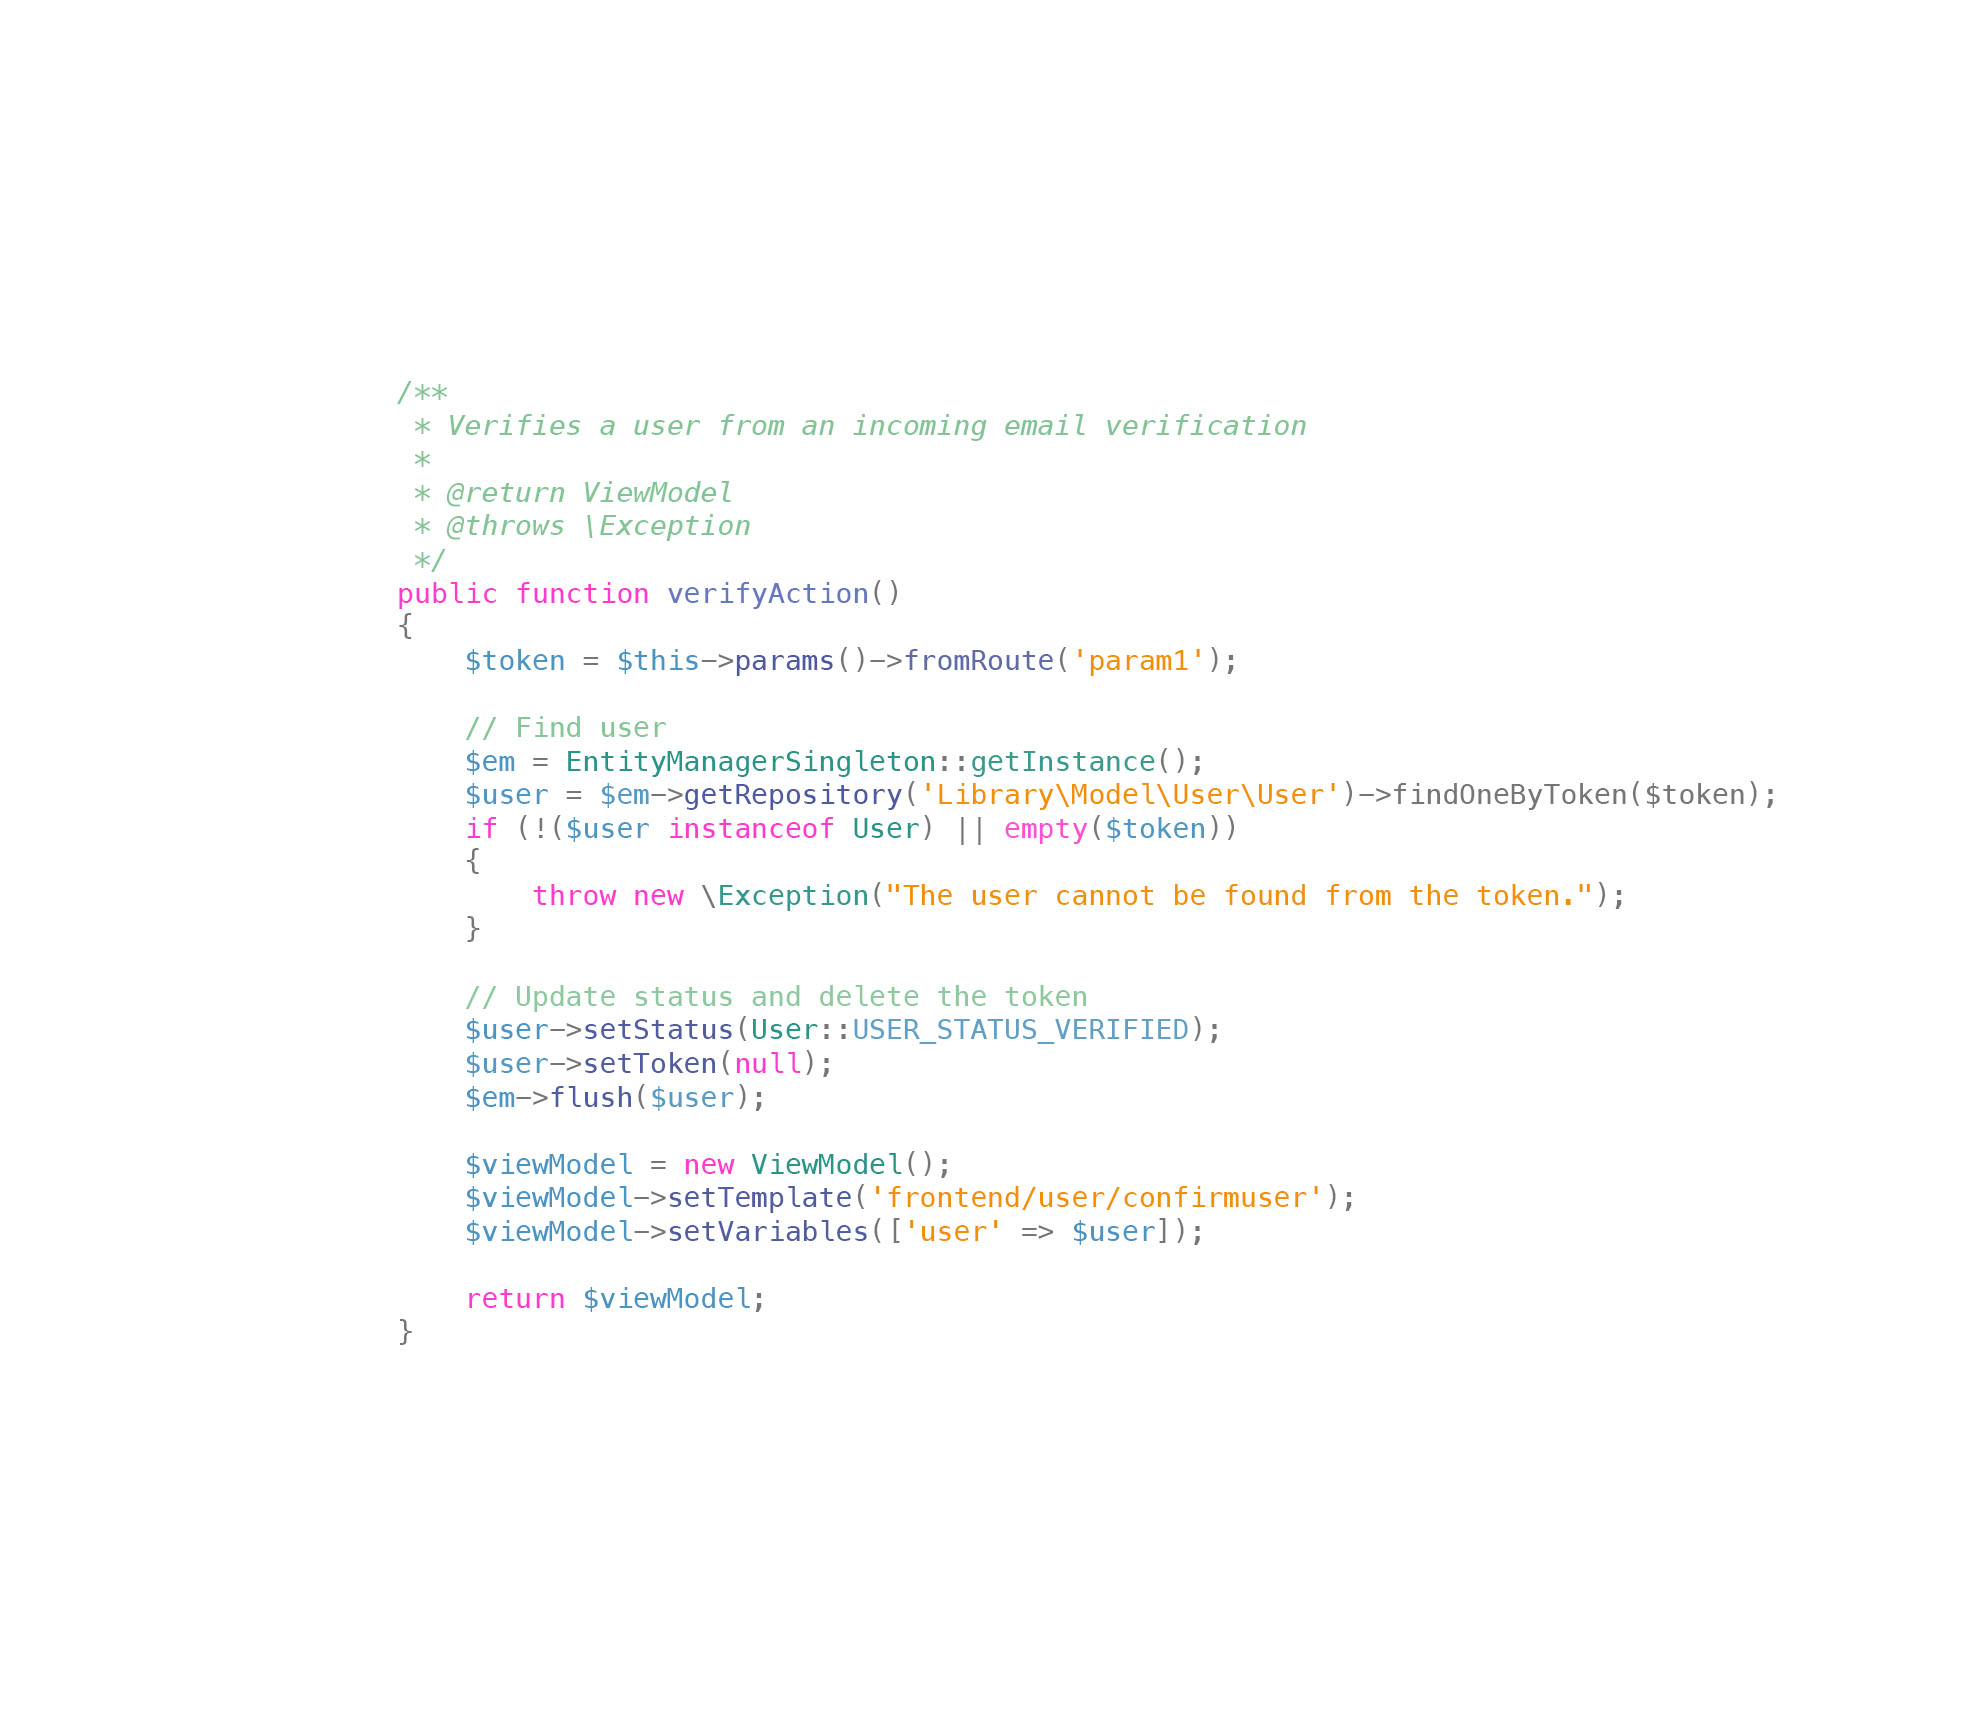 /**
 * Verifies a user from an incoming email verification
 *
 * @return ViewModel
 * @throws \Exception
 */
public function verifyAction()
{
    $token = $this->params()->fromRoute('param1');

    // Find user
    $em = EntityManagerSingleton::getInstance();
    $user = $em->getRepository('Library\Model\User\User')->findOneByToken($token);
    if (!($user instanceof User) || empty($token))
    {
        throw new \Exception("The user cannot be found from the token.");
    }

    // Update status and delete the token
    $user->setStatus(User::USER_STATUS_VERIFIED);
    $user->setToken(null);
    $em->flush($user);

    $viewModel = new ViewModel();
    $viewModel->setTemplate('frontend/user/confirmuser');
    $viewModel->setVariables(['user' => $user]);

    return $viewModel;
}